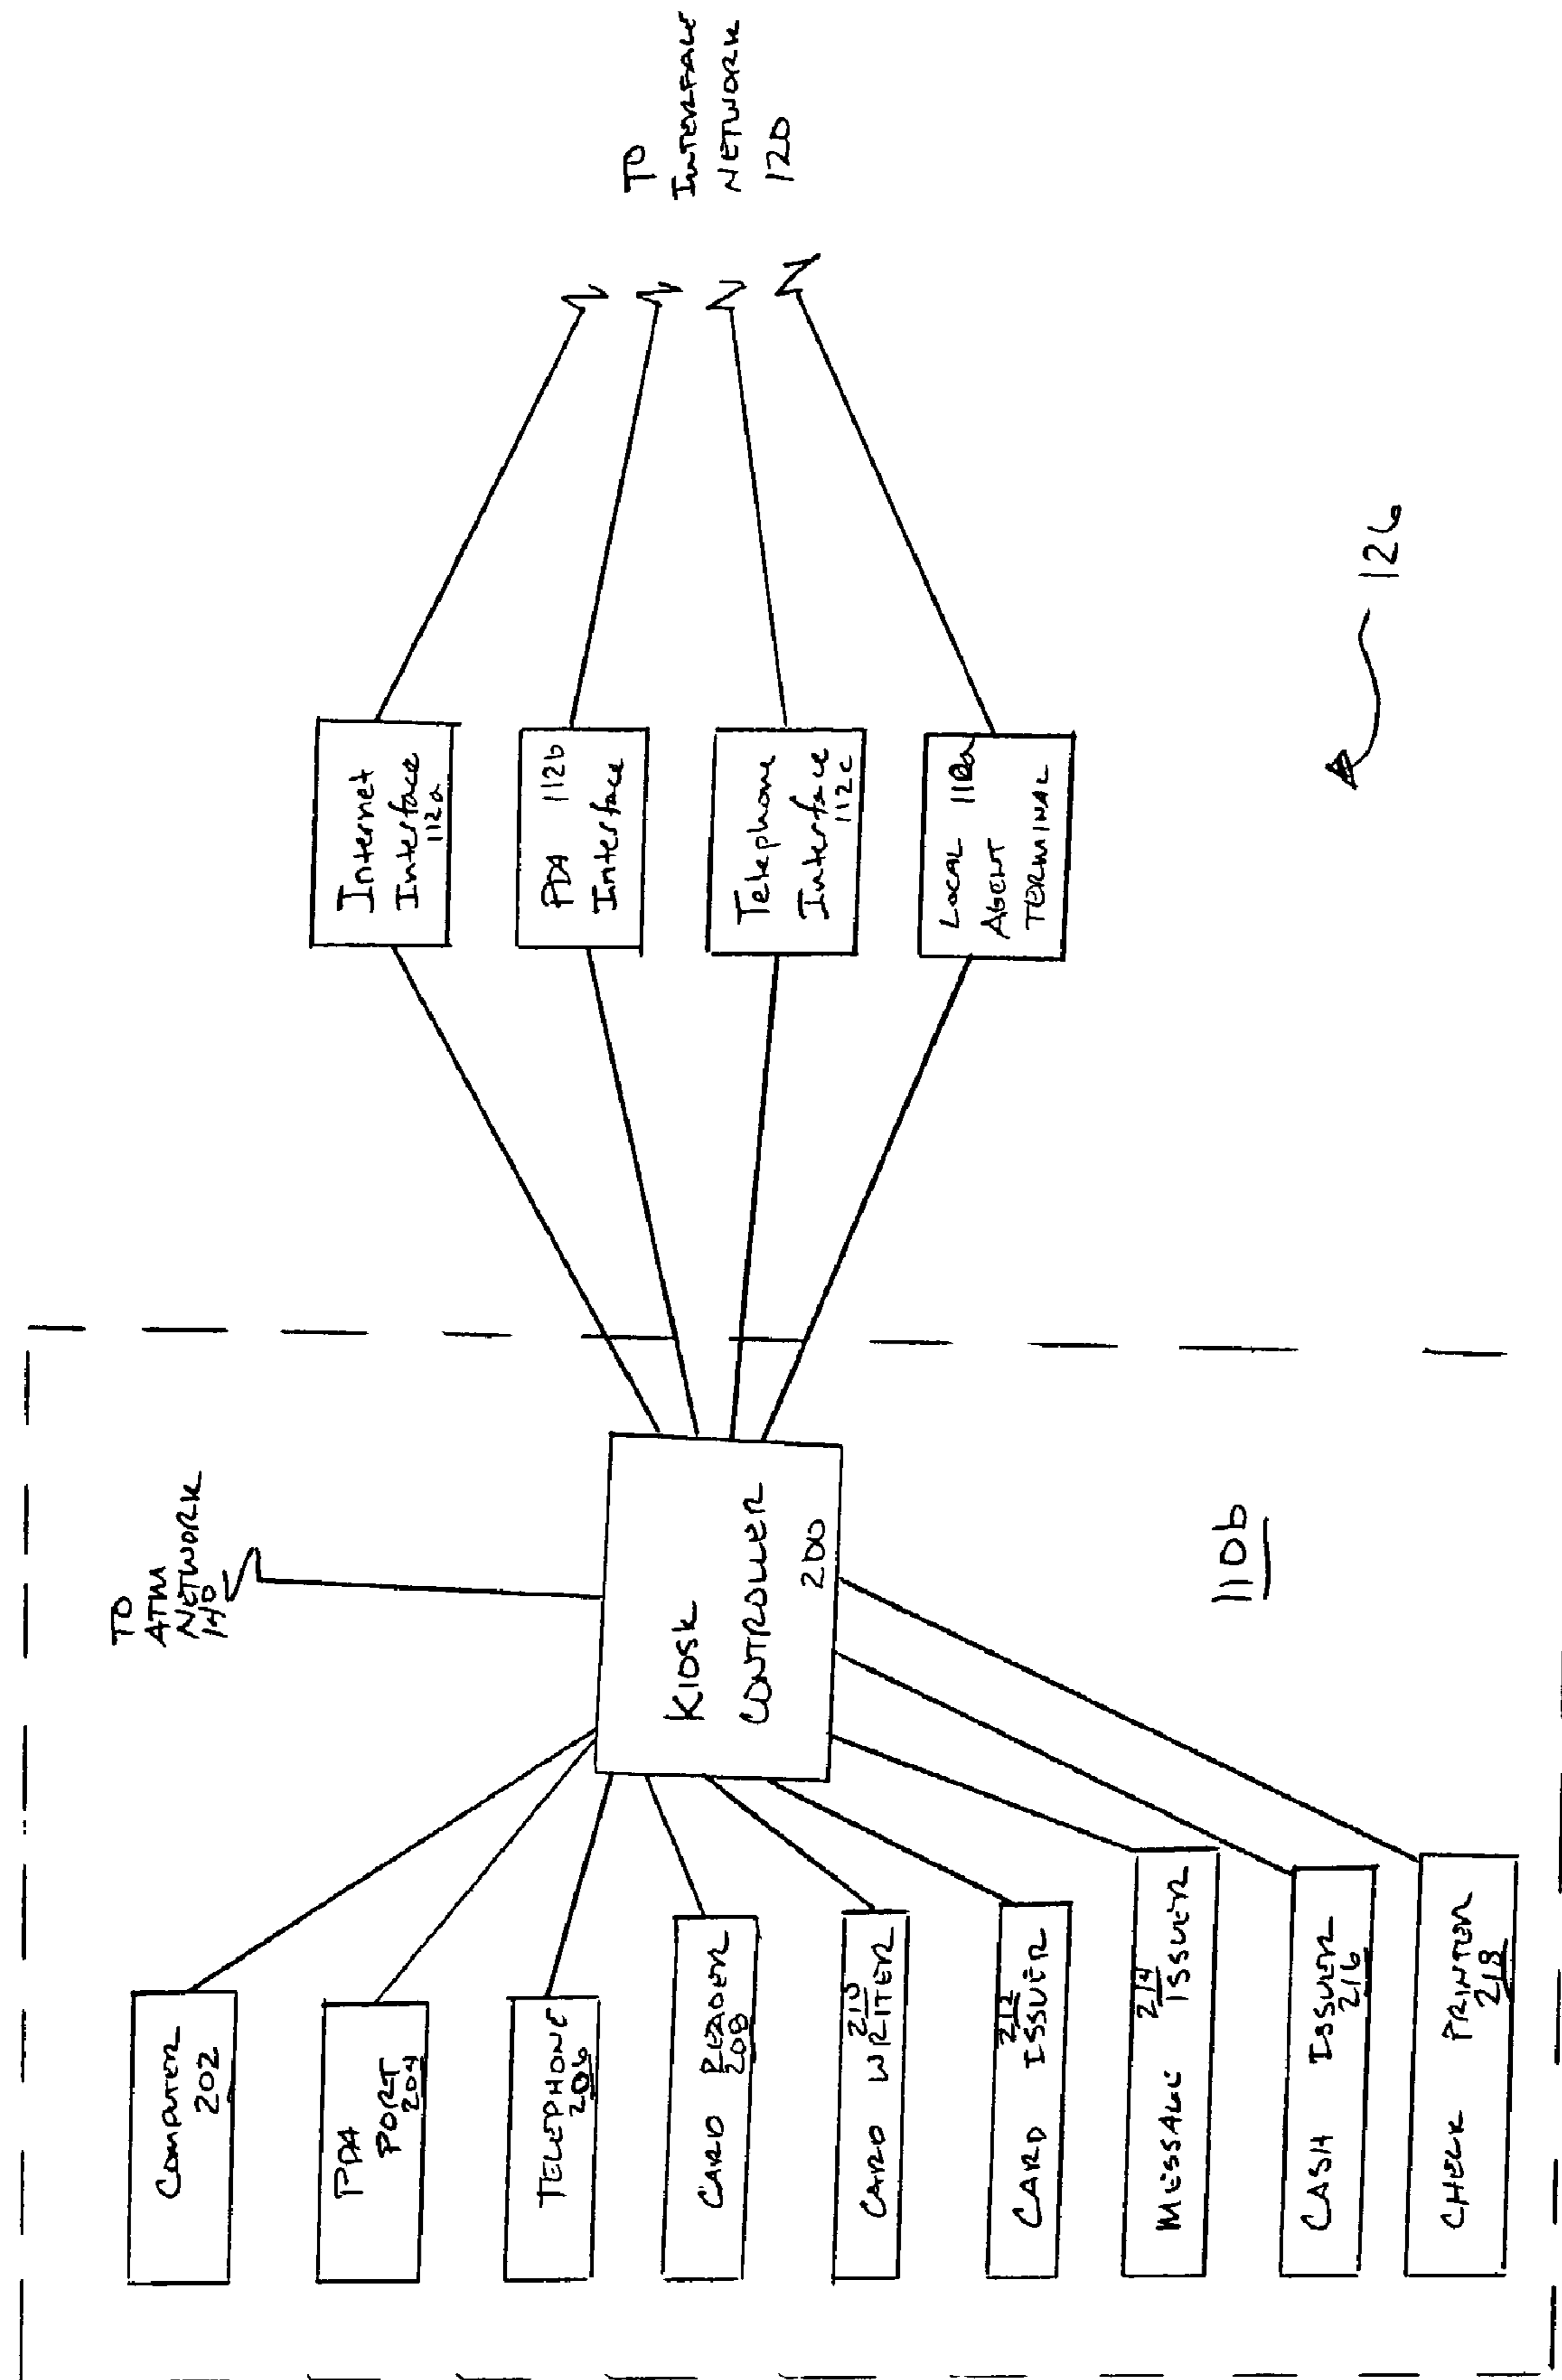 TO
ATM
NETWORK
140
COMPUTER
202
PDA
PORT
204
TELEPHONE
206
CARD READER
208
210
CARD WRITER
212
CARD ISSUER
214
MESSAGE ISSUER
CASH ISSUER
216
CHECK PRINTER
218
KIOSK
CONTROLLER
200
110b
Internet
Interface
112a
PDA 112b
Interface
Telephone
Interface
112c
LOCAL 110a
AGENT
TERMINAL
TO
INTERFACE
NETWORK
120
126